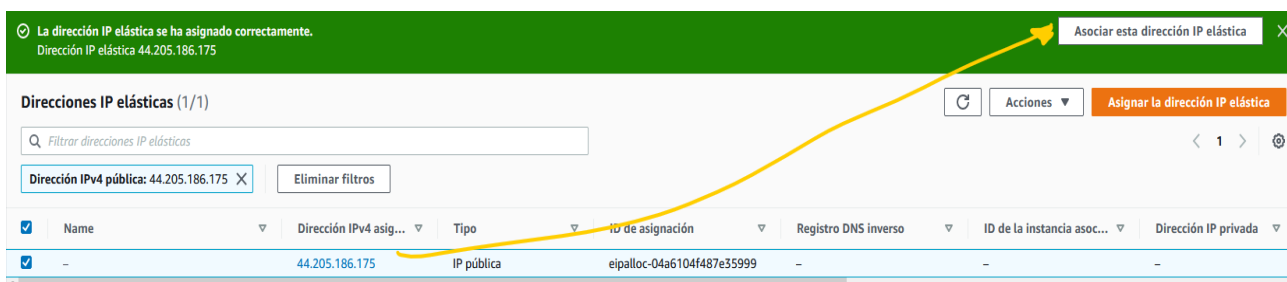 La dirección IP elástica se ha asignado correctamente.
Dirección IP elástica 44.205.186.175
Asociar esta dirección IP elástica
Direcciones IP elásticas (1/1)
Acciones
Asignar la dirección IP elástica
Filtrar direcciones IP elásticas
1
Dirección IPv4 pública: 44.205.186.175
Eliminar filtros
Name Dirección IPv4 asig... Tipo ID de asignación Registro DNS inverso ID de la instancia asoc... Dirección IP privada
– 44.205.186.175 IP pública eipalloc-04a6104f487e35999 – – –